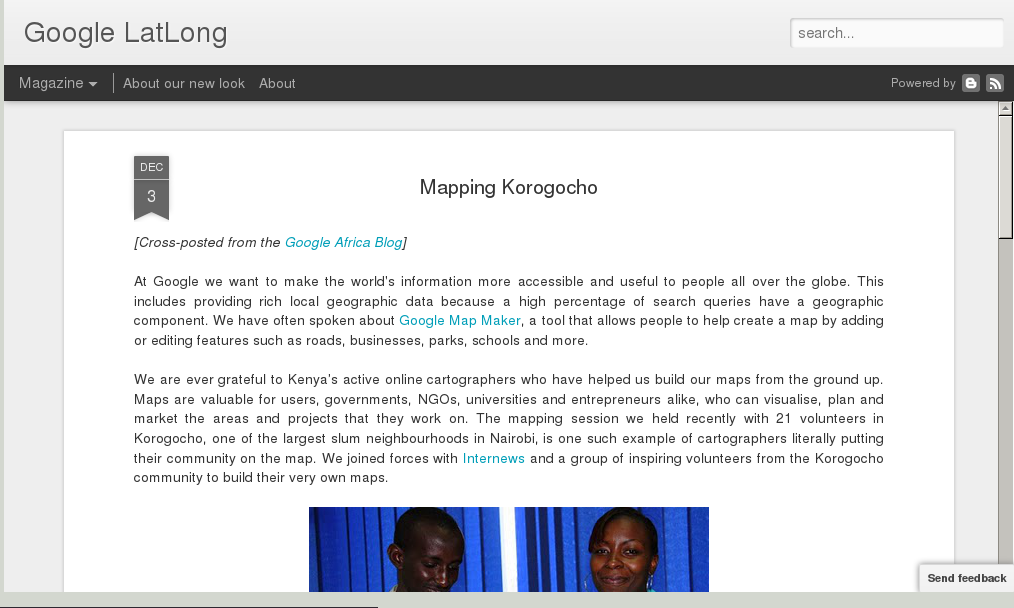 Google LatLong
search...
Magazine
About our new look
About
Powered by
DEC
3
Mapping Korogocho
[Cross-posted from the Google Africa Blog]
At Google we want to make the world's information more accessible and useful to people all over the globe. This
includes providing rich local geographic data because a high percentage of search queries have a geographic
component. We have often spoken about Google Map Maker, a tool that allows people to help create a map by adding
or editing features such as roads, businesses, parks, schools and more.
We are ever grateful to Kenya's active online cartographers who have helped us build our maps from the ground up.
Maps are valuable for users, governments, NGOs, universities and entrepreneurs alike, who can visualise, plan and
market the areas and projects that they work on. The mapping session we held recently with 21 volunteers in
Korogocho, one of the largest slum neighbourhoods in Nairobi, is one such example of cartographers literally putting
their community on the map. We joined forces with Internews and a group of inspiring volunteers from the Korogocho
community to build their very own maps.
Send feedback